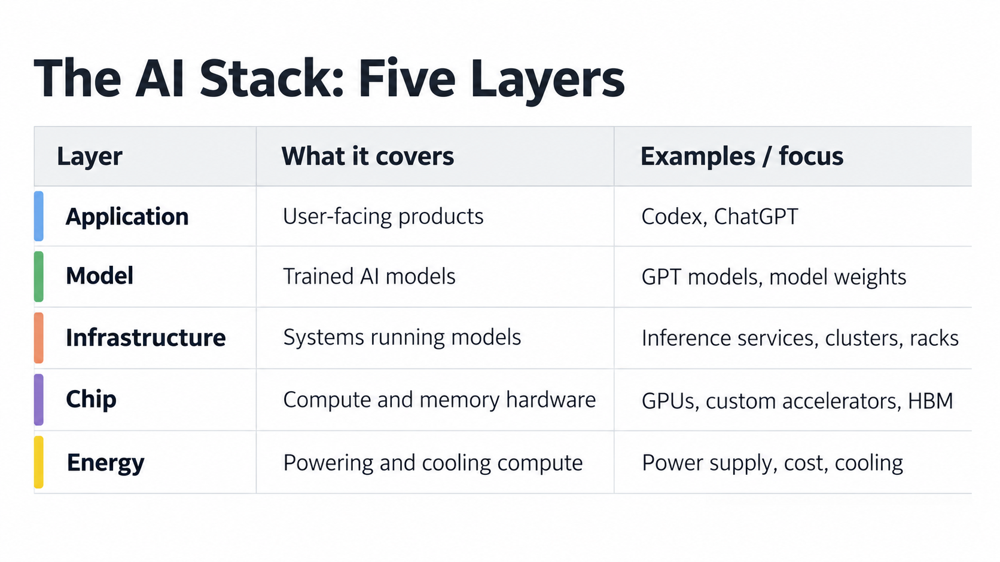 The AI Stack: Five Layers
Layer What it covers Examples / focus
Application User-facing products Codex, ChatGPT
Model Trained AI models GPT models, model weights
Infrastructure Systems running models Inference services, clusters, racks
Chip Compute and memory hardware GPUs, custom accelerators, HBM
Energy Powering and cooling compute Power supply, cost, cooling